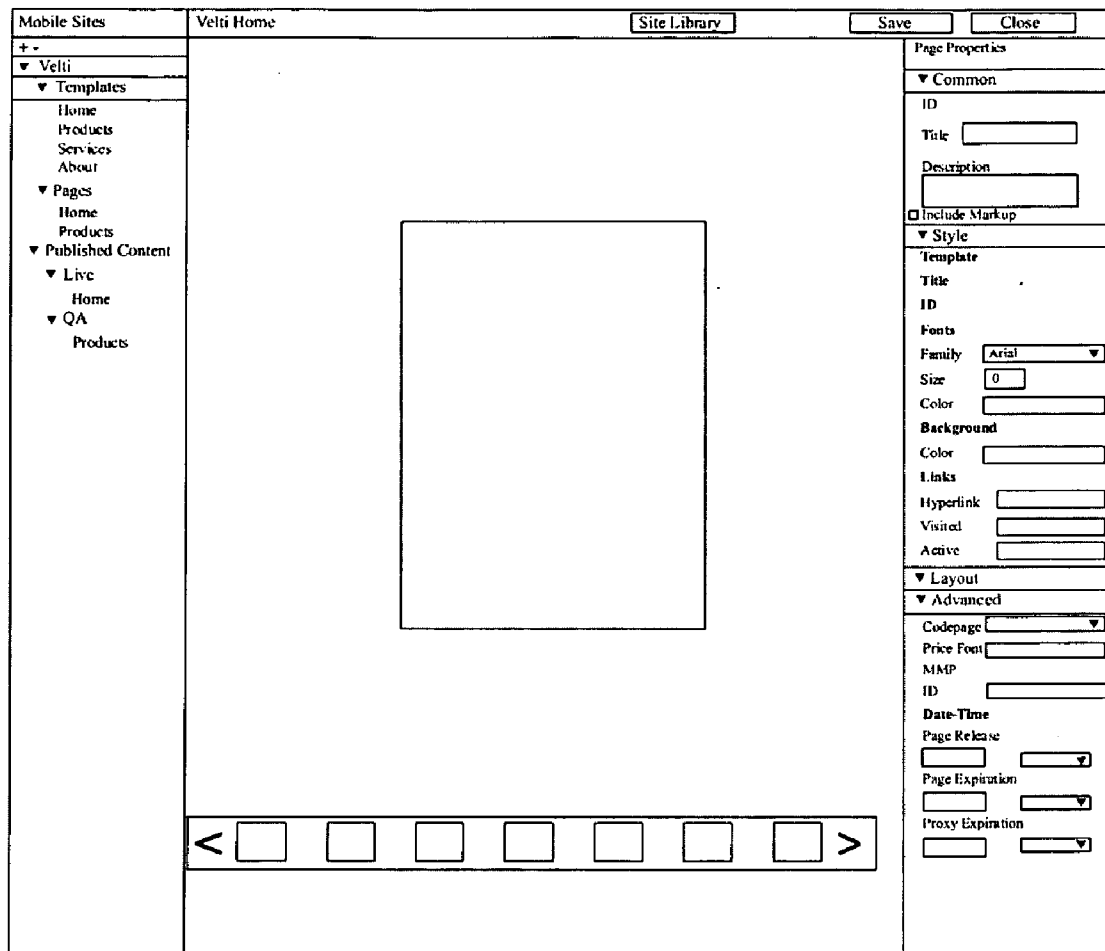 Mobile Sites
Velti Home
Site Library
Save
Close
+ -
▼ Velti
▼ Templates
Home
Products
Services
About
▼ Pages
Home
Products
▼ Published Content
▼ Live
Home
▼ QA
Products
< >
Page Properties
▼ Common
ID
Title
Description
Include Markup
▼ Style
Template
Title
ID
Fonts
Family Arial ▼
Size 0
Color
Background
Color
Links
Hyperlink
Visited
Active
▼ Layout
▼ Advanced
Codepage ▼
Price Font
MMP
ID
Date-Time
Page Release
▼
Page Expiration
▼
Proxy Expiration
▼